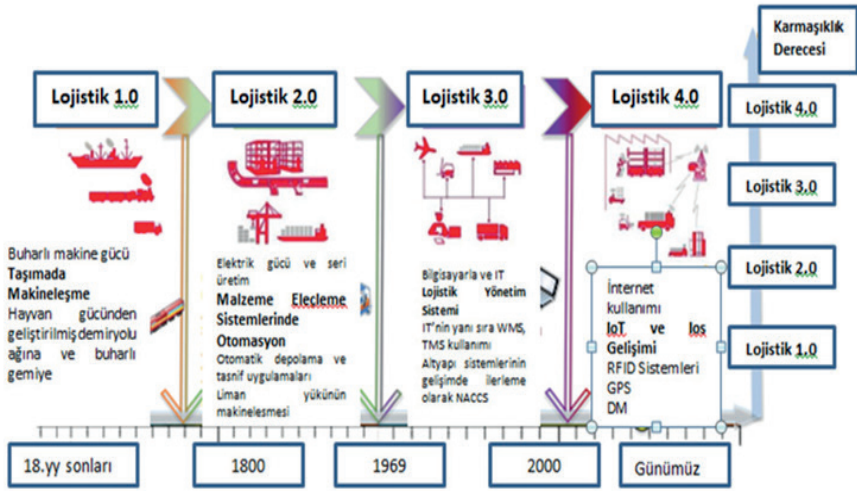 Karmaşıklık
Derecesi
Lojistik 1.0
Lojistik 2.0
Lojistik 3.0
Lojistik 4.0
Lojistik 4.0
Lojistik 3.0
Lojistik 2.0
Lojistik 1.0
Buharlı makine gücü
Taşımada
Makineleşme
Hayvan gücünden
geliştirilmiş demiryolu
ağına ve buharlı
gemiye
Elektrik gücü ve seri
üretim
Malzeme Eleçleme
Sistemlerinde
Otomasyon
Otomatik depolama ve
tasnif uygulamaları
Liman yükünün
makinelesmesi
Bilgisayarla ve IT
Lojistik Yönetim
Sistemi
IT'nin yanı sıra WMS,
TMS kullanımı
Altyapı sistemlerinin
gelişimde ilerleme
olarak NACCS
İnternet
kullanımı
IoT ve Ios
Gelişimi
RFID Sistemleri
GPS
DM
18.yy sonları
1800
1969
2000
Günümüz